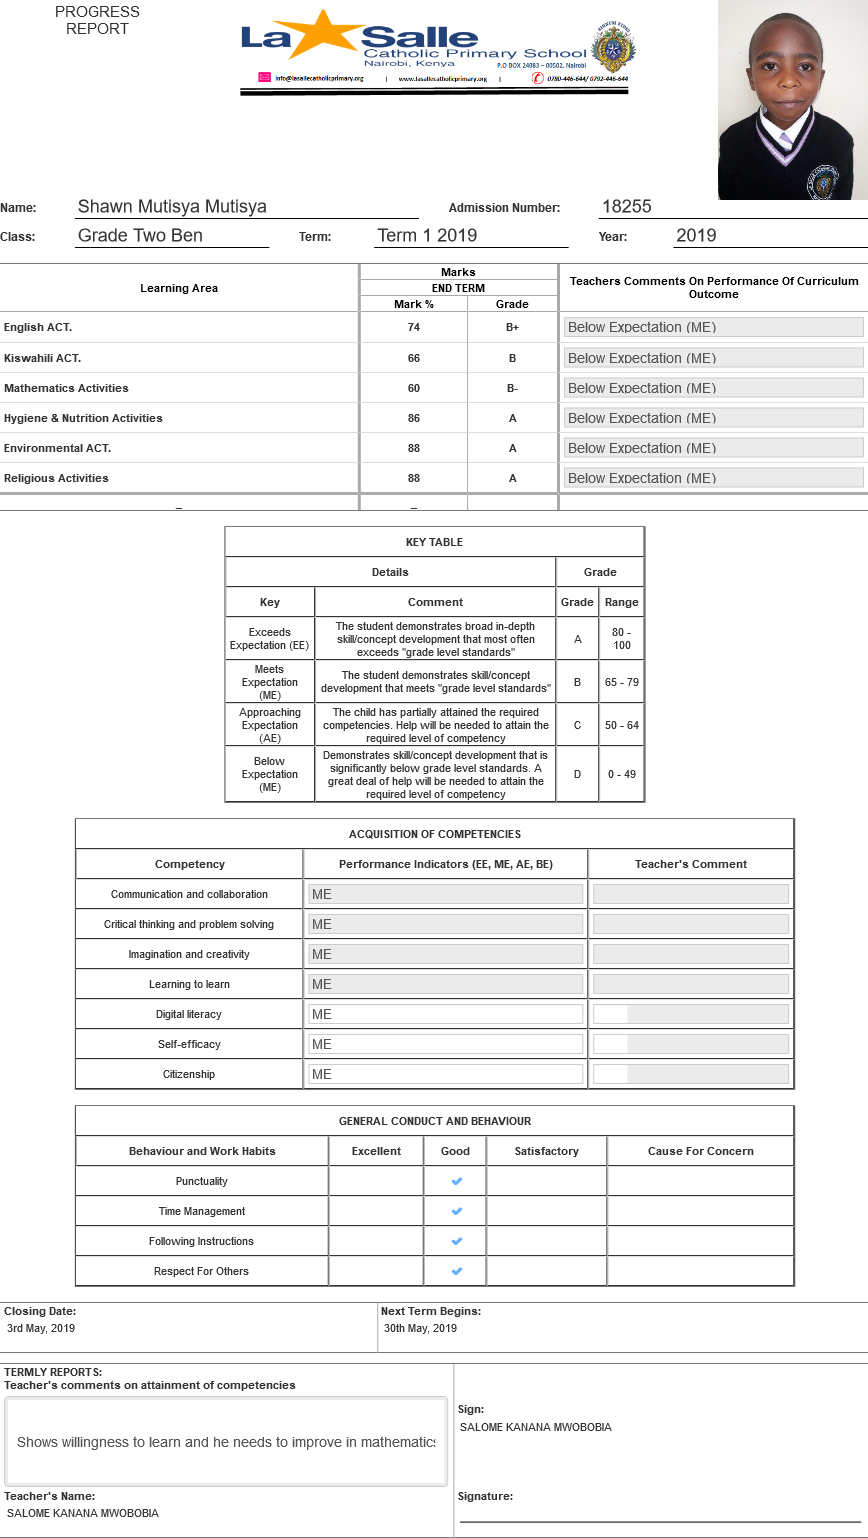 PROGRESS
REPORT
La Salle
Catholic Primary School
Nairobi, Kenya
P.O BOX 24083 – 00502, Nairobi
info@lasallecatholicprimary.org | www.lasallecatholicprimary.org | 0780-446-644/ 0792-446-644
Name: Shawn Mutisya Mutisya Admission Number: 18255
Class: Grade Two Ben Term: Term 1 2019 Year: 2019
Learning Area Marks Teachers Comments On Performance Of Curriculum Outcome
END TERM
Mark % Grade
English ACT. 74 B+ Below Expectation (ME)
Kiswahili ACT. 66 B Below Expectation (ME)
Mathematics Activities 60 B- Below Expectation (ME)
Hygiene & Nutrition Activities 86 A Below Expectation (ME)
Environmental ACT. 88 A Below Expectation (ME)
Religious Activities 88 A Below Expectation (ME)
_ _
KEY TABLE
Details Grade
Key Comment Grade Range
Exceeds Expectation (EE) The student demonstrates broad in-depth skill/concept development that most often exceeds "grade level standards" A 80 - 100
Meets Expectation (ME) The student demonstrates skill/concept development that meets "grade level standards" B 65 - 79
Approaching Expectation (AE) The child has partially attained the required competencies. Help will be needed to attain the required level of competency C 50 - 64
Below Expectation (ME) Demonstrates skill/concept development that is significantly below grade level standards. A great deal of help will be needed to attain the required level of competency D 0 - 49
ACQUISITION OF COMPETENCIES
Competency Performance Indicators (EE, ME, AE, BE) Teacher's Comment
Communication and collaboration ME
Critical thinking and problem solving ME
Imagination and creativity ME
Learning to learn ME
Digital literacy ME
Self-efficacy ME
Citizenship ME
GENERAL CONDUCT AND BEHAVIOUR
Behaviour and Work Habits Excellent Good Satisfactory Cause For Concern
Punctuality ✔
Time Management ✔
Following Instructions ✔
Respect For Others ✔
Closing Date: Next Term Begins:
3rd May, 2019 30th May, 2019
TERMLY REPORTS:
Teacher's comments on attainment of competencies
Shows willingness to learn and he needs to improve in mathematics
Sign:
SALOME KANANA MWOBOBIA
Teacher's Name: Signature:
SALOME KANANA MWOBOBIA